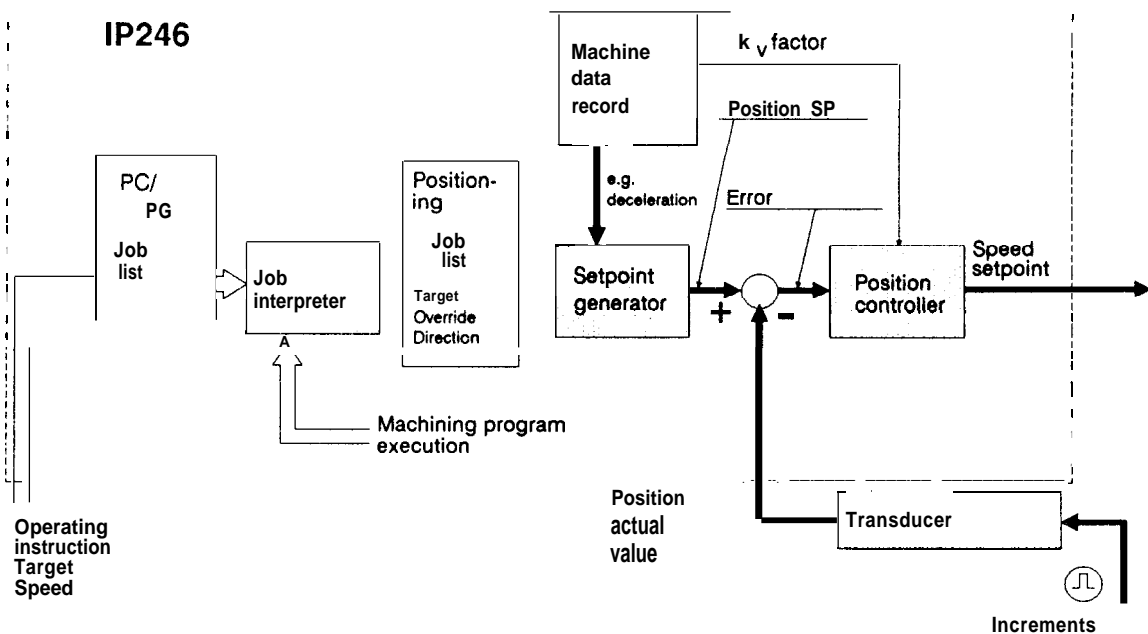 IP246
Machine
data
record
k v factor
Position SP
Error
e.g.
deceleration
PC/
PG
Job
list
Job
interpreter
A
Position-
ing
Job
list
Target
Override
Direction
Setpoint
generator
+
-
Position
controller
Speed
setpoint
Machining program
execution
Operating
instruction
Target
Speed
Position
actual
value
Transducer
Increments